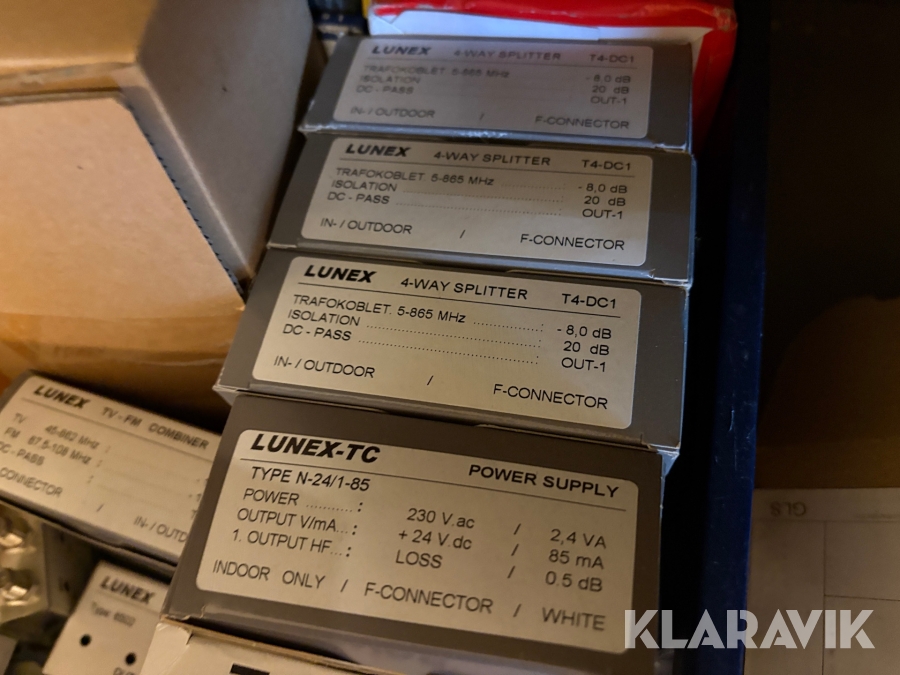 LUNEX 4-WAY SPLITTER T4-DC1
TRAFOKOBLET. 5-865 MHz - 8,0 dB
ISOLATION 20 dB
DC - PASS OUT-1
IN- / OUTDOOR / F-CONNECTOR
LUNEX 4-WAY SPLITTER T4-DC1
TRAFOKOBLET. 5-865 MHz ........ - 8,0 dB
ISOLATION ........ 20 dB
DC - PASS ........ OUT-1
IN- / OUTDOOR / F-CONNECTOR
LUNEX 4-WAY SPLITTER T4-DC1
TRAFOKOBLET. 5-865 MHz ........ : - 8,0 dB
ISOLATION ........ : 20 dB
DC - PASS ........ : OUT-1
IN- / OUTDOOR / F-CONNECTOR
LUNEX-TC POWER SUPPLY
TYPE N-24/1-85
POWER ........ : 230 V.ac / 2,4 VA
OUTPUT V/mA... : + 24 V.dc / 85 mA
1. OUTPUT HF... : LOSS / 0.5 dB
INDOOR ONLY / F-CONNECTOR / WHITE
LUNEX TV - FM COMBINER
TV 45-862 MHz :
FM 87.5-108 MHz :
DC-PASS :
CONNECTOR IN- / OUTD
LUNEX
Type
GLS
KLARAVIK